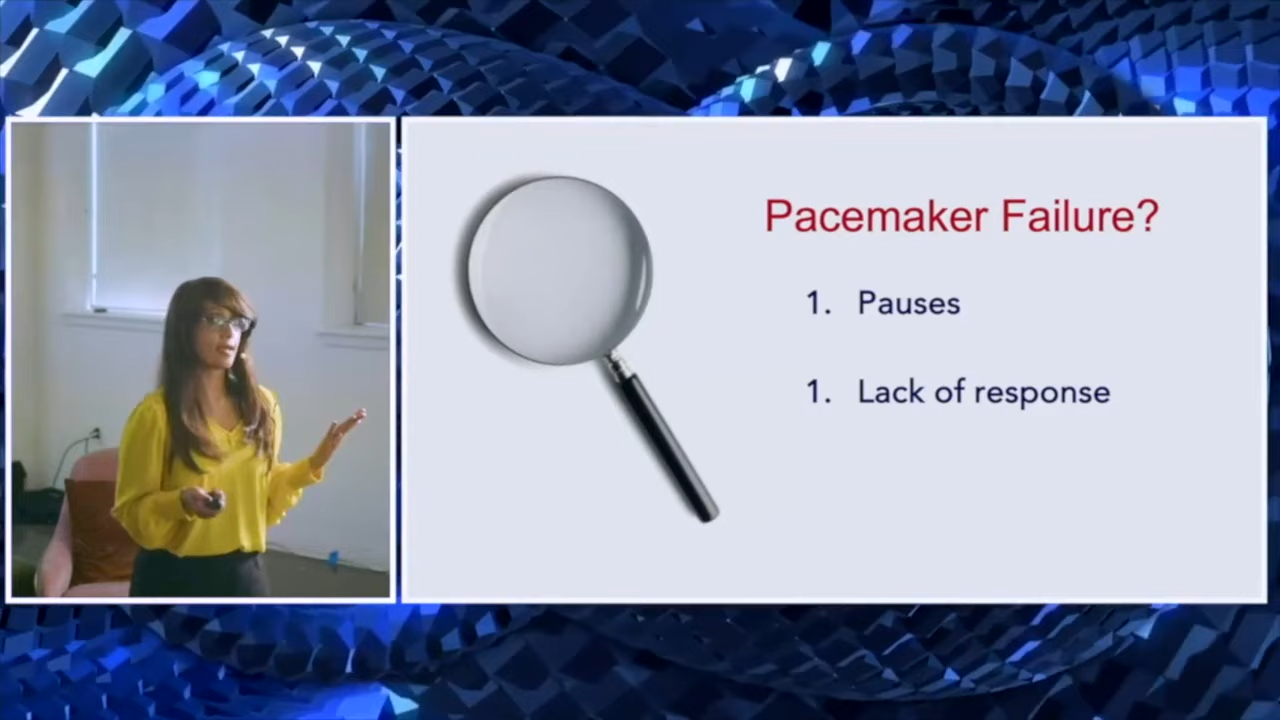 Pacemaker Failure?
1. Pauses
1. Lack of response